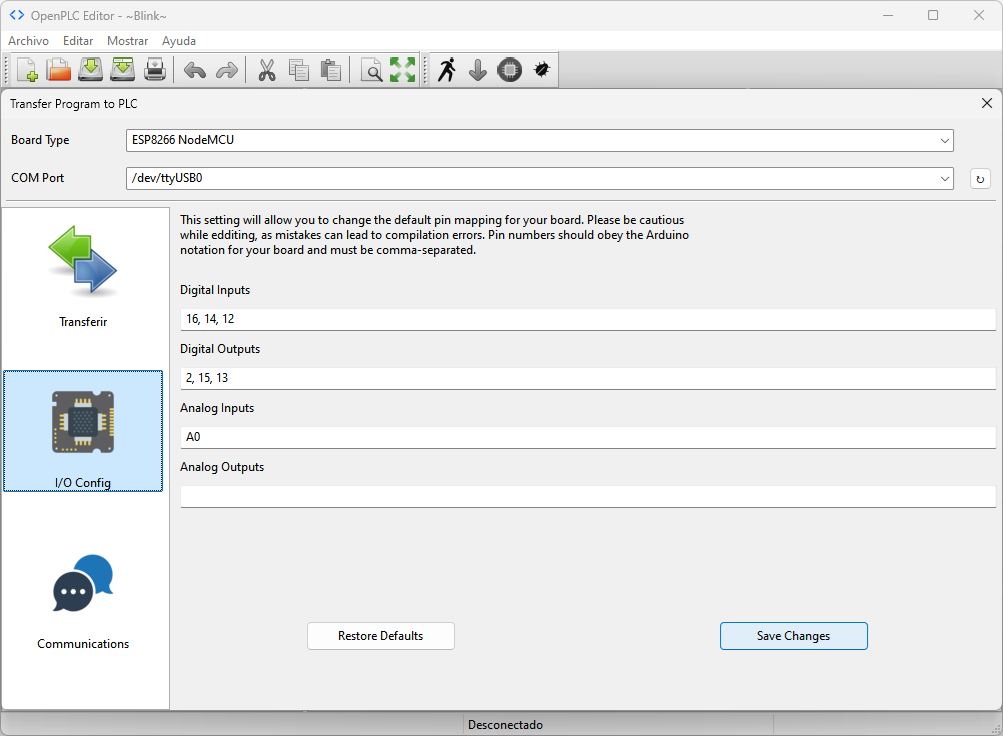 OpenPLC Editor - ~Blink~
Archivo Editar Mostrar Ayuda
Transfer Program to PLC
Board Type
ESP8266 NodeMCU
COM Port
/dev/ttyUSB0
Transferir
I/O Config
Communications
This setting will allow you to change the default pin mapping for your board. Please be cautious
while edditing, as mistakes can lead to compilation errors. Pin numbers should obey the Arduino
notation for your board and must be comma-separated.
Digital Inputs
16, 14, 12
Digital Outputs
2, 15, 13
Analog Inputs
A0
Analog Outputs
Restore Defaults
Save Changes
Desconectado